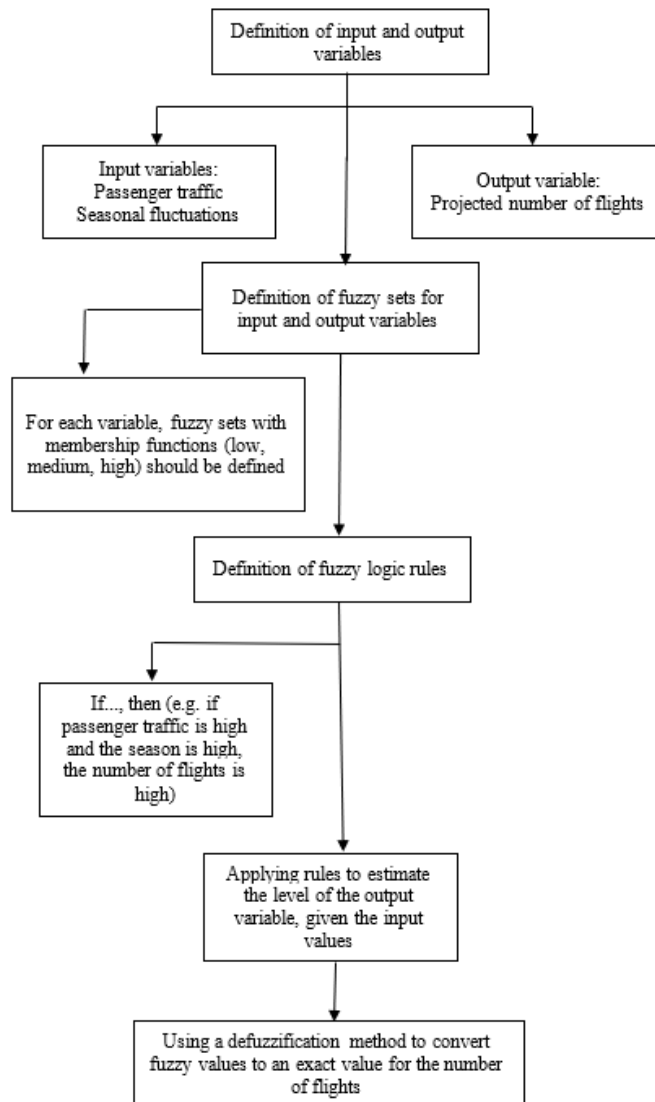 Definition of input and output
variables
Input variables:
Passenger traffic
Seasonal fluctuations
Output variable:
Projected number of flights
Definition of fuzzy sets for
input and output variables
For each variable, fuzzy sets with
membership functions (low,
medium, high) should be defined
Definition of fuzzy logic rules
If..., then (e.g. if
passenger traffic is high
and the season is high,
the number of flights is
high)
Applying rules to estimate
the level of the output
variable, given the input
values
Using a defuzzification method to convert
fuzzy values to an exact value for the number
of flights